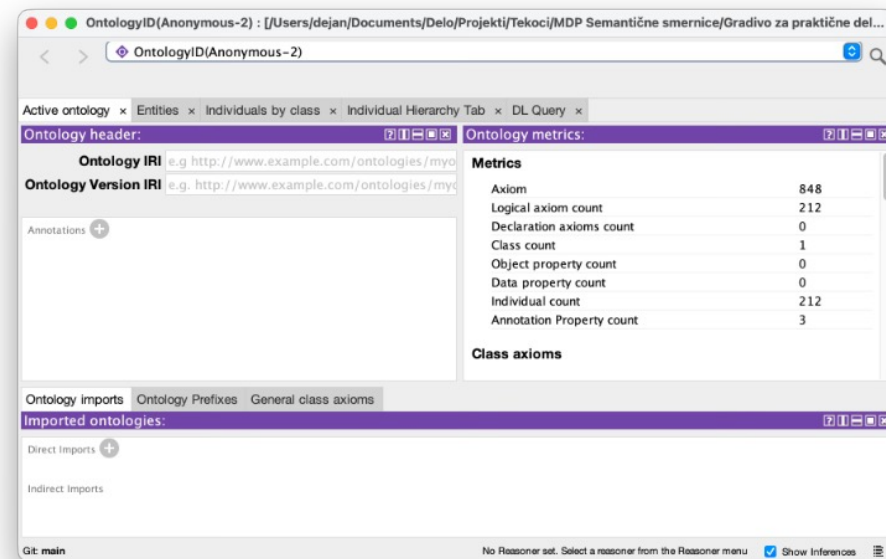 OntologyID(Anonymous-2) : [/Users/dejan/Documents/Delo/Projekti/Tekoci/MDP Semantične smernice/Gradivo za praktične del...
OntologyID(Anonymous-2)
Active ontology × Entities × Individuals by class × Individual Hierarchy Tab × DL Query ×
Ontology header:
Ontology IRI e.g http://www.example.com/ontologies/myo
Ontology Version IRI e.g. http://www.example.com/ontologies/myo
Annotations
Ontology metrics:
Metrics
Axiom 848
Logical axiom count 212
Declaration axioms count 0
Class count 1
Object property count 0
Data property count 0
Individual count 212
Annotation Property count 3
Class axioms
Ontology imports Ontology Prefixes General class axioms
Imported ontologies:
Direct Imports
Indirect Imports
Git: main
No Reasoner set. Select a reasoner from the Reasoner menu Show Inferences